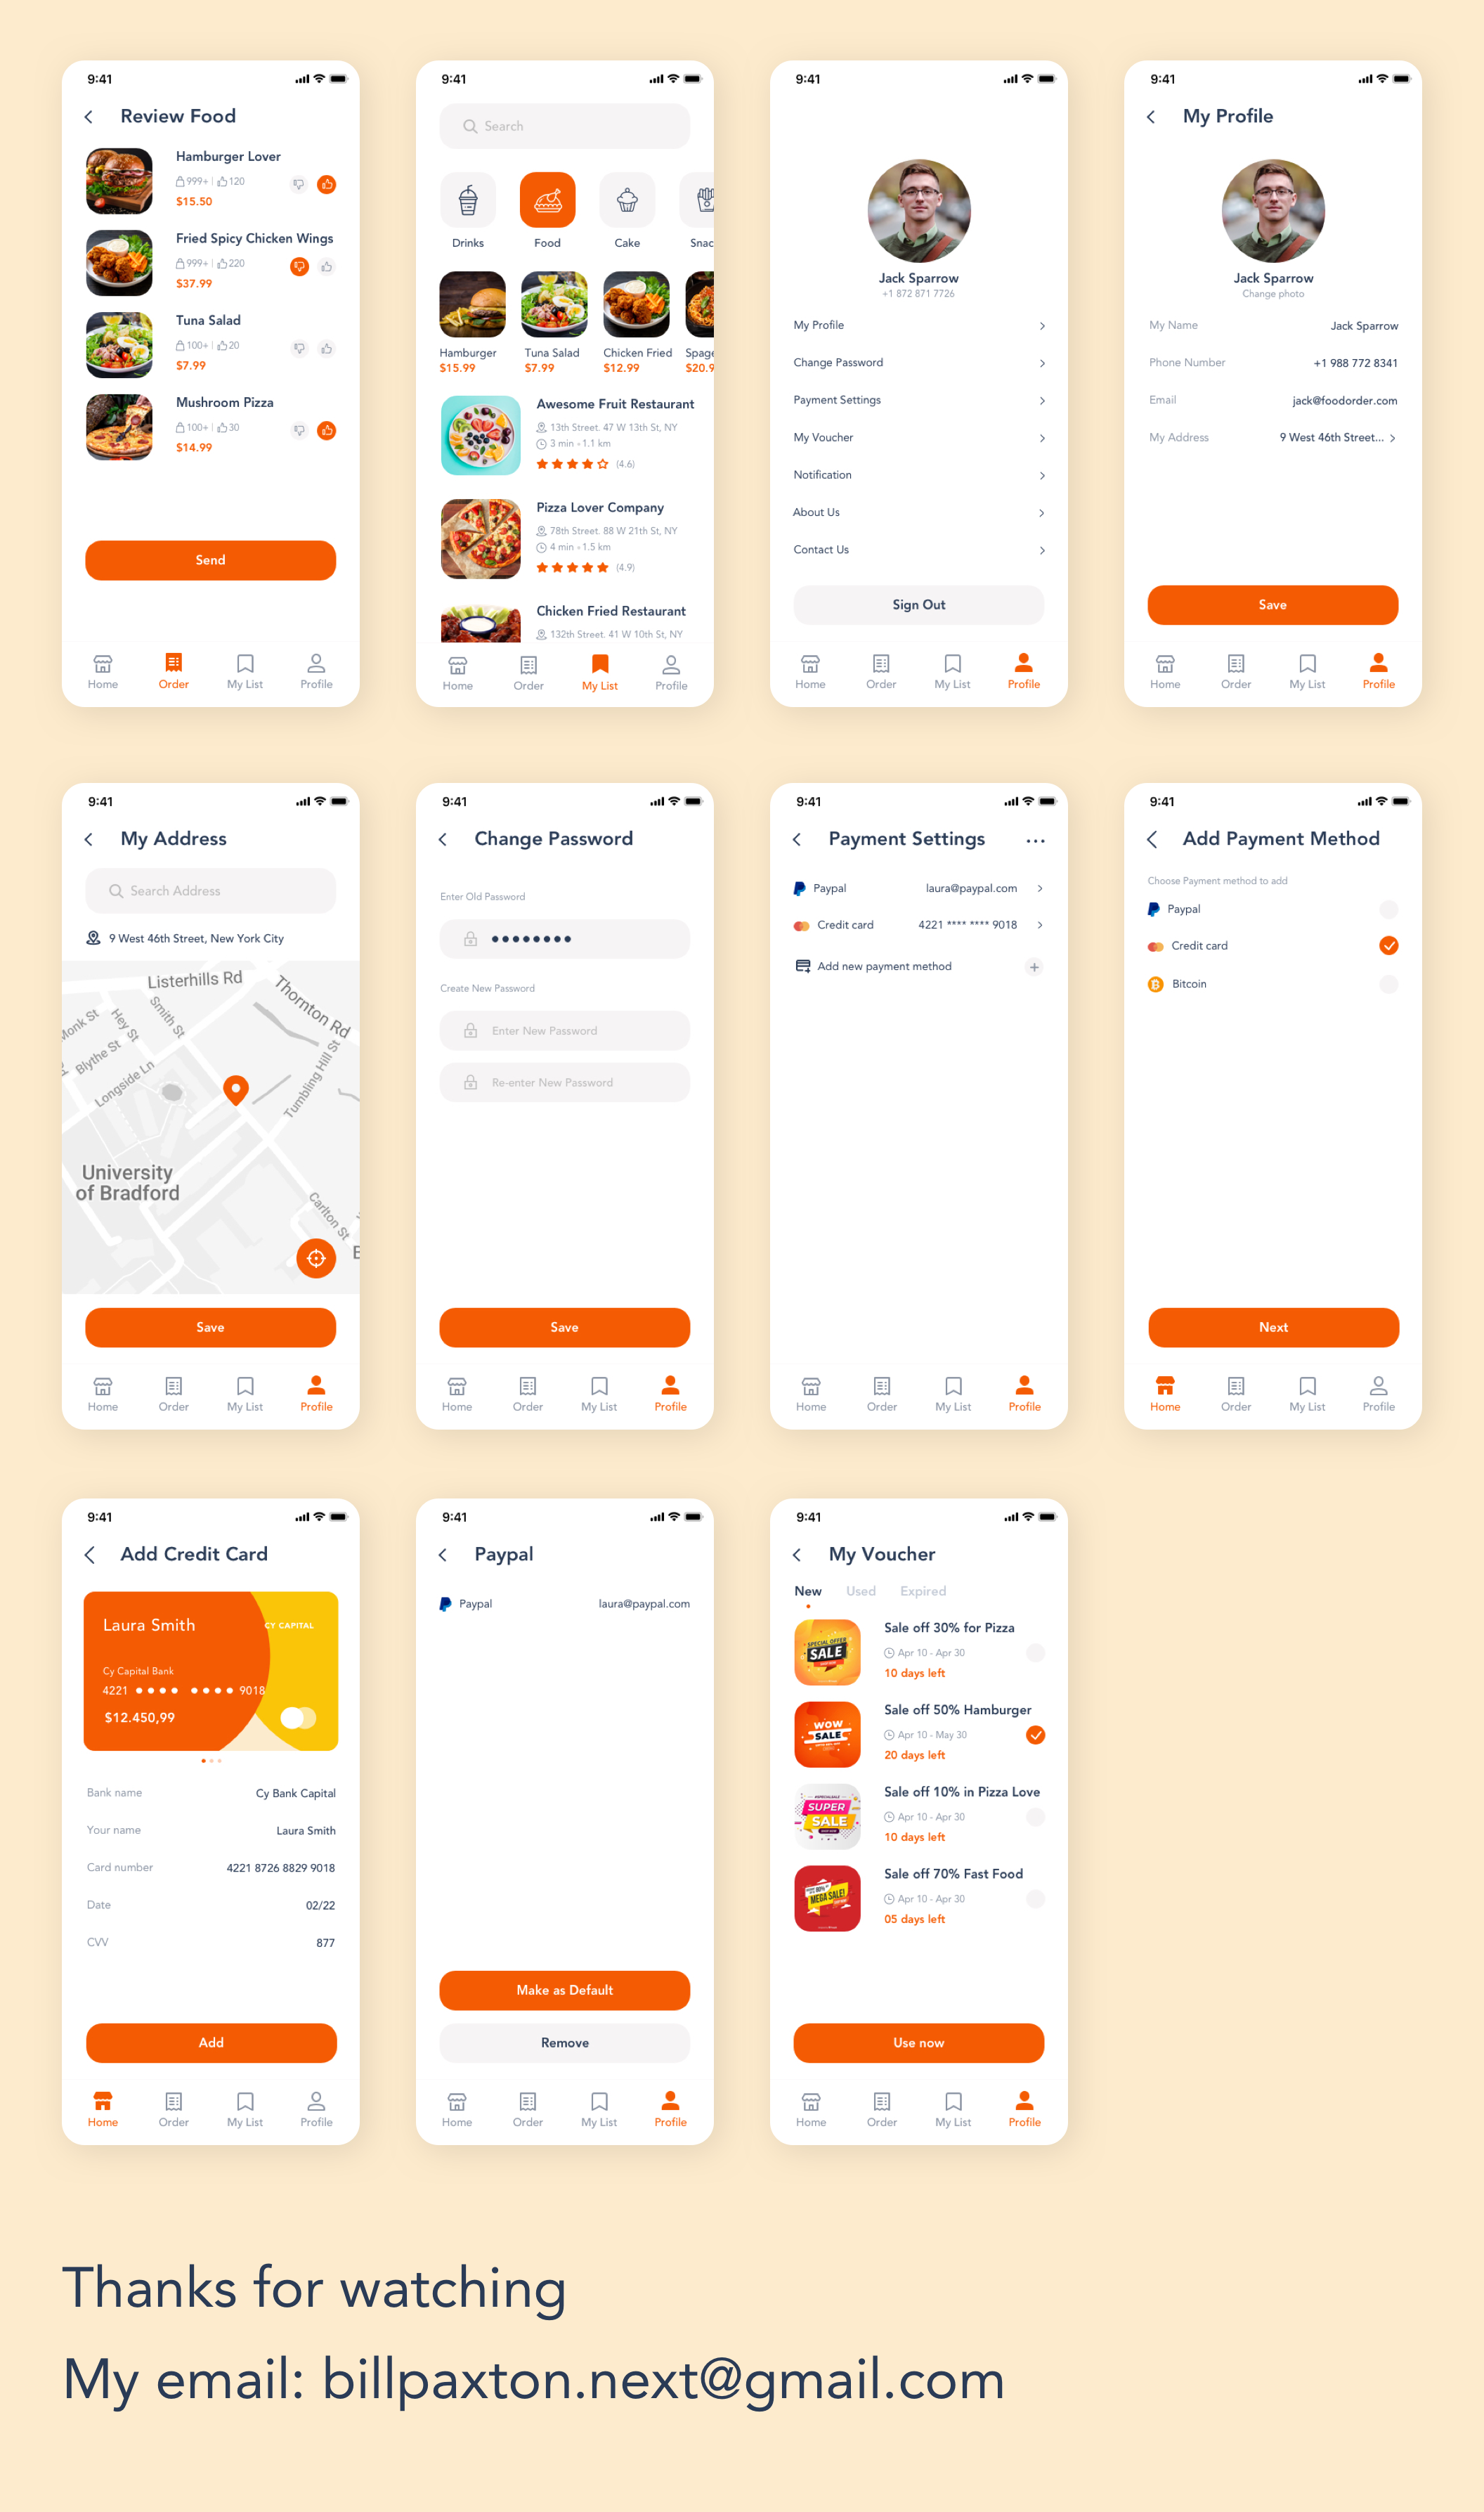 9:41
Review Food
Hamburger Lover
999+ | 120
$15.50
Fried Spicy Chicken Wings
999+ | 220
$37.99
Tuna Salad
100+ | 20
$7.99
Mushroom Pizza
100+ | 30
$14.99
Send
Home Order My List Profile
9:41
Search
Drinks Food Cake Snac
Hamburger Tuna Salad Chicken Fried Spage
$15.99 $7.99 $12.99 $20.9
Awesome Fruit Restaurant
13th Street. 47 W 13th St, NY
3 min • 1.1 km
(4.6)
Pizza Lover Company
78th Street. 88 W 21th St, NY
4 min • 1.5 km
(4.9)
Chicken Fried Restaurant
132th Street. 41 W 10th St, NY
Home Order My List Profile
9:41
Jack Sparrow
+1 872 871 7726
My Profile
Change Password
Payment Settings
My Voucher
Notification
About Us
Contact Us
Sign Out
Home Order My List Profile
9:41
My Profile
Jack Sparrow
Change photo
My Name Jack Sparrow
Phone Number +1 988 772 8341
Email jack@foodorder.com
My Address 9 West 46th Street...
Save
Home Order My List Profile
9:41
My Address
Search Address
9 West 46th Street, New York City
Listerhills Rd
Thornton Rd
Smith St
Monk St
Hey St
Blythe St
Longside Ln
Tumbling Hill St
University
of Bradford
Carlton St
Save
Home Order My List Profile
9:41
Change Password
Enter Old Password
Create New Password
Enter New Password
Re-enter New Password
Save
Home Order My List Profile
9:41
Payment Settings ...
Paypal laura@paypal.com
Credit card 4221 **** **** 9018
Add new payment method
Home Order My List Profile
9:41
Add Payment Method
Choose Payment method to add
Paypal
Credit card
Bitcoin
Next
Home Order My List Profile
9:41
Add Credit Card
Laura Smith CY CAPITAL
Cy Capital Bank
4221 •••• •••• 9018
$12.450,99
Bank name Cy Bank Capital
Your name Laura Smith
Card number 4221 8726 8829 9018
Date 02/22
CVV 877
Add
Home Order My List Profile
9:41
Paypal
Paypal laura@paypal.com
Make as Default
Remove
Home Order My List Profile
9:41
My Voucher
New Used Expired
SPECIAL OFFER
SALE
Sale off 30% for Pizza
Apr 10 - Apr 30
10 days left
WOW
SALE
Sale off 50% Hamburger
Apr 10 - May 30
20 days left
SUPER
SALE
Sale off 10% in Pizza Love
Apr 10 - Apr 30
10 days left
MEGA SALE!
Sale off 70% Fast Food
Apr 10 - Apr 30
05 days left
Use now
Home Order My List Profile
Thanks for watching
My email: billpaxton.next@gmail.com